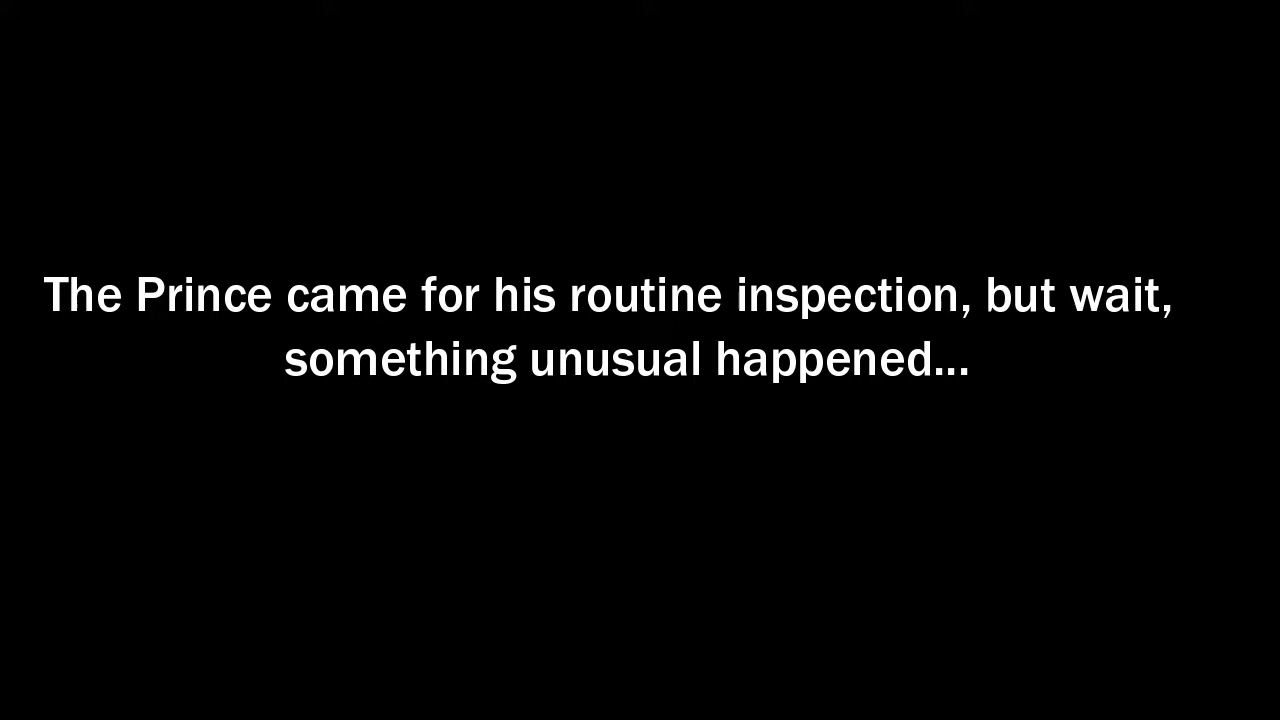 The Prince came for his routine inspection, but wait,
something unusual happened...